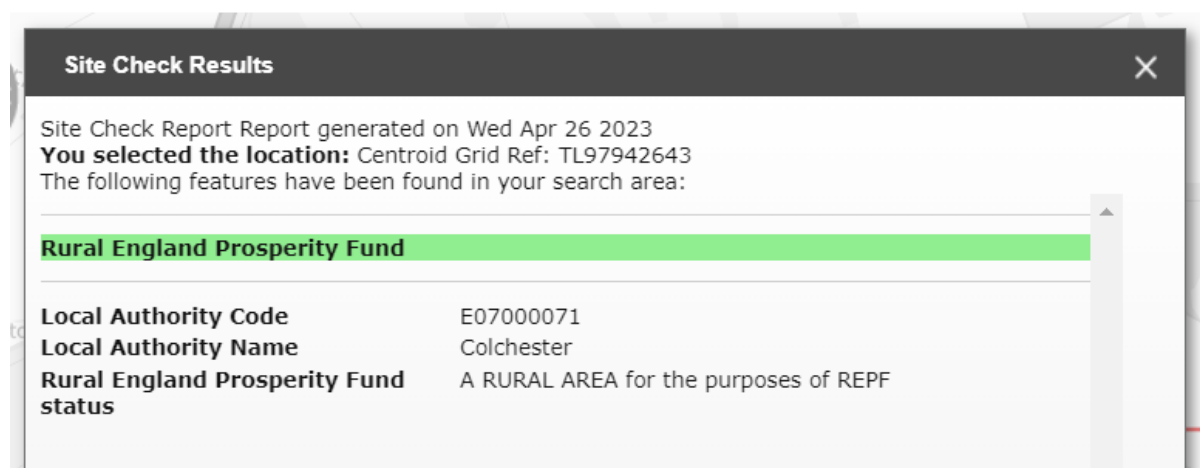 Site Check Results
Site Check Report Report generated on Wed Apr 26 2023
You selected the location: Centroid Grid Ref: TL97942643
The following features have been found in your search area:
Rural England Prosperity Fund
Local Authority Code E07000071
Local Authority Name Colchester
Rural England Prosperity Fund A RURAL AREA for the purposes of REPF
status